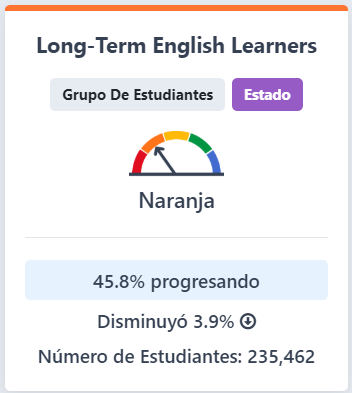 Long-Term English Learners
Grupo De Estudiantes Estado
Naranja
45.8% progresando
Disminuyó 3.9%
Número de Estudiantes: 235,462